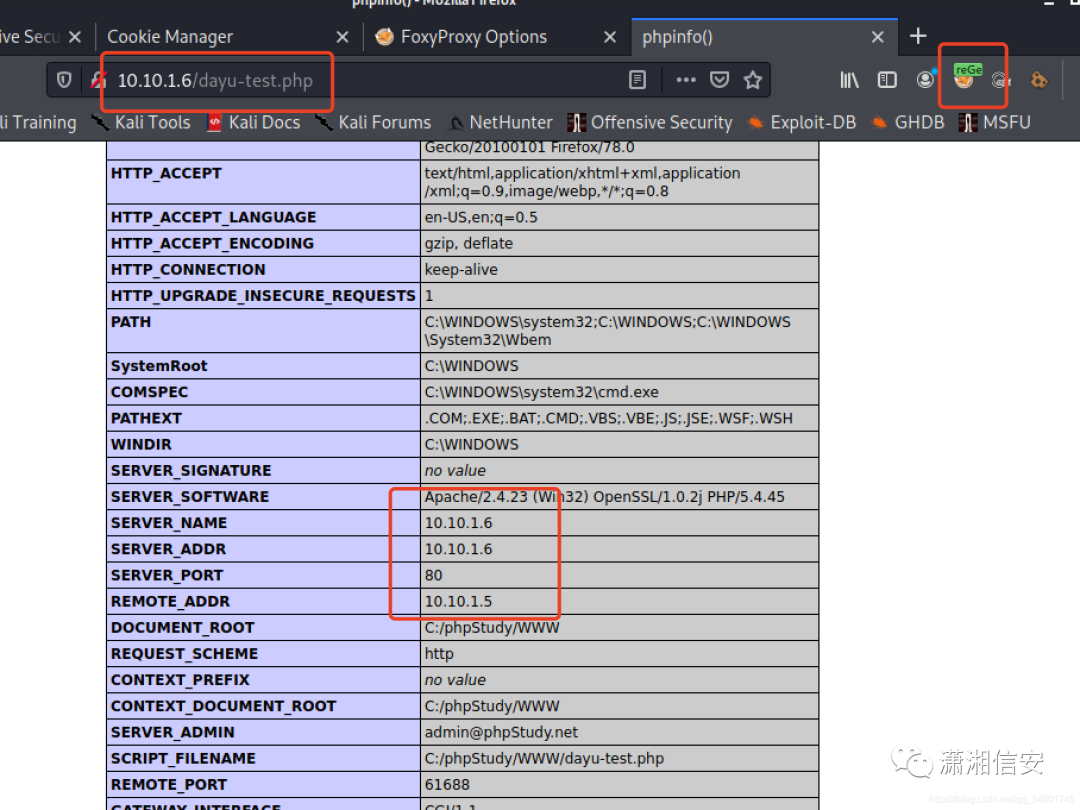 phpinfo() - Mozilla Firefox
ive Secu
Cookie Manager
FoxyProxy Options
phpinfo()
10.10.1.6/dayu-test.php
reGe
li Training
Kali Tools
Kali Docs
Kali Forums
NetHunter
Offensive Security
Exploit-DB
GHDB
MSFU
Gecko/20100101 Firefox/78.0
HTTP_ACCEPT text/html,application/xhtml+xml,application
/xml;q=0.9,image/webp,*/*;q=0.8
HTTP_ACCEPT_LANGUAGE en-US,en;q=0.5
HTTP_ACCEPT_ENCODING gzip, deflate
HTTP_CONNECTION keep-alive
HTTP_UPGRADE_INSECURE_REQUESTS 1
PATH C:\WINDOWS\system32;C:\WINDOWS;C:\WINDOWS
\System32\Wbem
SystemRoot C:\WINDOWS
COMSPEC C:\WINDOWS\system32\cmd.exe
PATHEXT .COM;.EXE;.BAT;.CMD;.VBS;.VBE;.JS;.JSE;.WSF;.WSH
WINDIR C:\WINDOWS
SERVER_SIGNATURE no value
SERVER_SOFTWARE Apache/2.4.23 (Win32) OpenSSL/1.0.2j PHP/5.4.45
SERVER_NAME 10.10.1.6
SERVER_ADDR 10.10.1.6
SERVER_PORT 80
REMOTE_ADDR 10.10.1.5
DOCUMENT_ROOT C:/phpStudy/WWW
REQUEST_SCHEME http
CONTEXT_PREFIX no value
CONTEXT_DOCUMENT_ROOT C:/phpStudy/WWW
SERVER_ADMIN admin@phpStudy.net
SCRIPT_FILENAME C:/phpStudy/WWW/dayu-test.php
REMOTE_PORT 61688
GATEWAY_INTERFACE CGI/1.1
潇湘信安